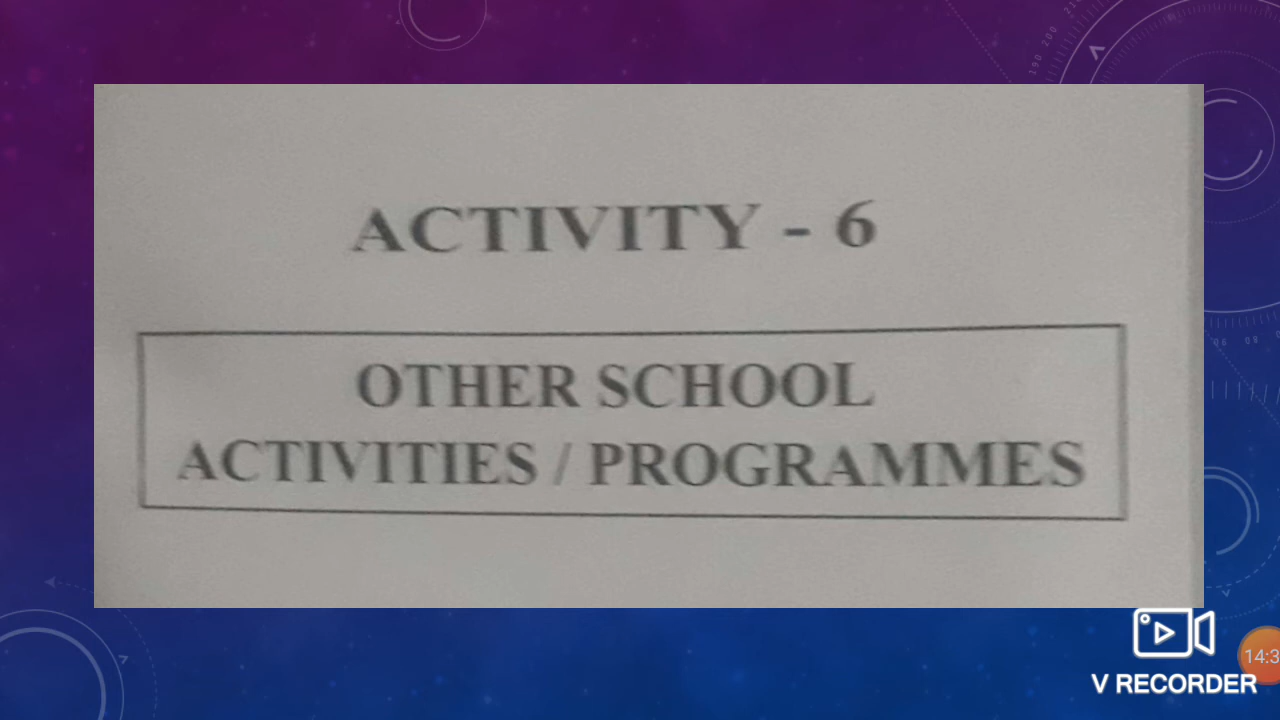 ACTIVITY - 6
OTHER SCHOOL
ACTIVITIES / PROGRAMMES
V RECORDER